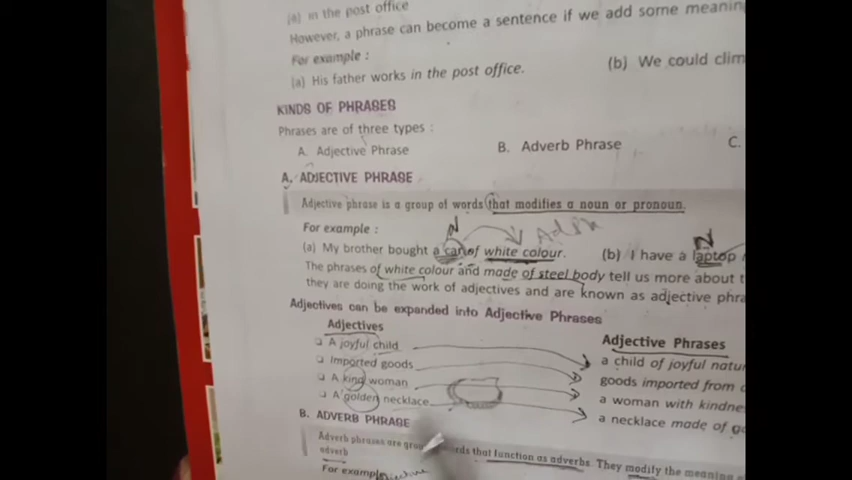 (a) in the post office
However, a phrase can become a sentence if we add some meanin
For example :
(a) His father works in the post office. (b) We could clim
KINDS OF PHRASES
Phrases are of three types :
A. Adjective Phrase B. Adverb Phrase C.
A. ADJECTIVE PHRASE
Adjective phrase is a group of words that modifies a noun or pronoun.
N
For example :
(a) My brother bought a car of white colour. (b) I have a laptop
N
The phrases of white colour and made of steel body tell us more about t
they are doing the work of adjectives and are known as adjective phra
Adjectives can be expanded into Adjective Phrases
Adjectives Adjective Phrases
❑ A joyful child a child of joyful natu
❑ Imported goods goods imported from
❑ A kind woman a woman with kindne
❑ A golden necklace a necklace made of go
B. ADVERB PHRASE
Adverb phrases are grou rds that function as adverbs. They modify the meaning
adverb
For example